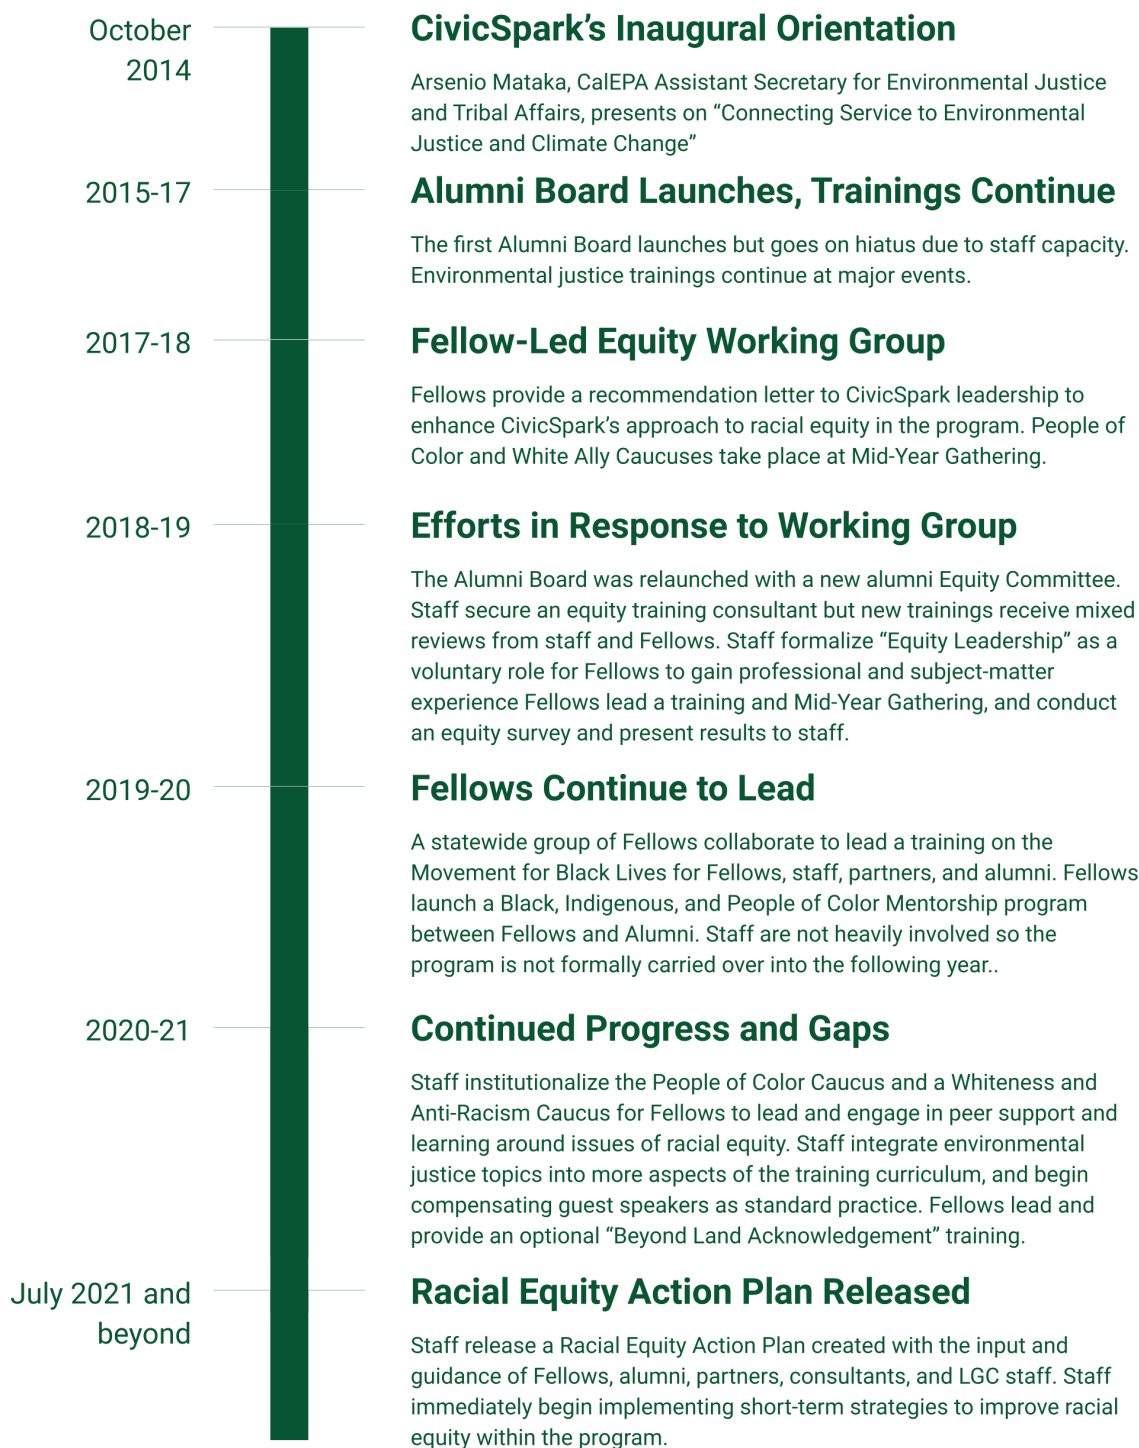 October
2014
CivicSpark’s Inaugural Orientation
Arsenio Mataka, CalEPA Assistant Secretary for Environmental Justice
and Tribal Affairs, presents on “Connecting Service to Environmental
Justice and Climate Change”
2015-17
Alumni Board Launches, Trainings Continue
The first Alumni Board launches but goes on hiatus due to staff capacity.
Environmental justice trainings continue at major events.
2017-18
Fellow-Led Equity Working Group
Fellows provide a recommendation letter to CivicSpark leadership to
enhance CivicSpark’s approach to racial equity in the program. People of
Color and White Ally Caucuses take place at Mid-Year Gathering.
2018-19
Efforts in Response to Working Group
The Alumni Board was relaunched with a new alumni Equity Committee.
Staff secure an equity training consultant but new trainings receive mixed
reviews from staff and Fellows. Staff formalize “Equity Leadership” as a
voluntary role for Fellows to gain professional and subject-matter
experience Fellows lead a training and Mid-Year Gathering, and conduct
an equity survey and present results to staff.
2019-20
Fellows Continue to Lead
A statewide group of Fellows collaborate to lead a training on the
Movement for Black Lives for Fellows, staff, partners, and alumni. Fellows
launch a Black, Indigenous, and People of Color Mentorship program
between Fellows and Alumni. Staff are not heavily involved so the
program is not formally carried over into the following year..
2020-21
Continued Progress and Gaps
Staff institutionalize the People of Color Caucus and a Whiteness and
Anti-Racism Caucus for Fellows to lead and engage in peer support and
learning around issues of racial equity. Staff integrate environmental
justice topics into more aspects of the training curriculum, and begin
compensating guest speakers as standard practice. Fellows lead and
provide an optional “Beyond Land Acknowledgement” training.
July 2021 and
beyond
Racial Equity Action Plan Released
Staff release a Racial Equity Action Plan created with the input and
guidance of Fellows, alumni, partners, consultants, and LGC staff. Staff
immediately begin implementing short-term strategies to improve racial
equity within the program.